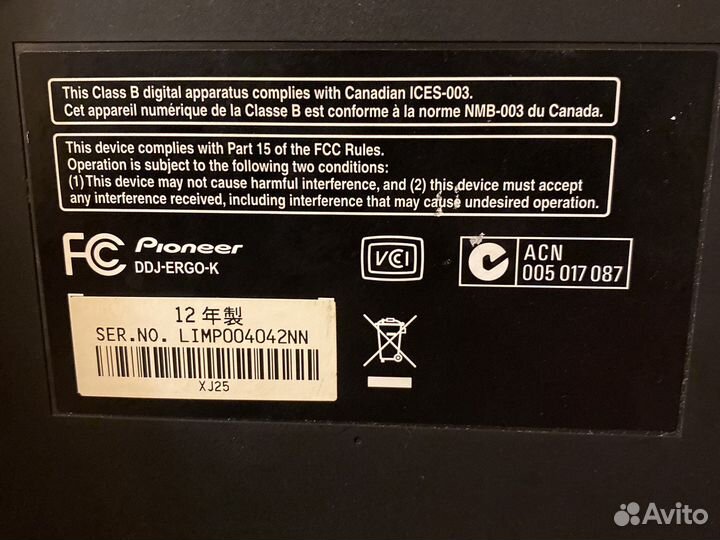 This Class B digital apparatus complies with Canadian ICES-003.
Cet appareil numérique de la Classe B est conforme à la norme NMB-003 du Canada.
This device complies with Part 15 of the FCC Rules.
Operation is subject to the following two conditions:
(1) This device may not cause harmful interference, and (2) this device must accept
any interference received, including interference that may cause undesired operation.
FC Pioneer
DDJ-ERGO-K
VCI
ACN
005 017 087
12 年製
SER.NO. LIMP004042NN
XJ25
Avito